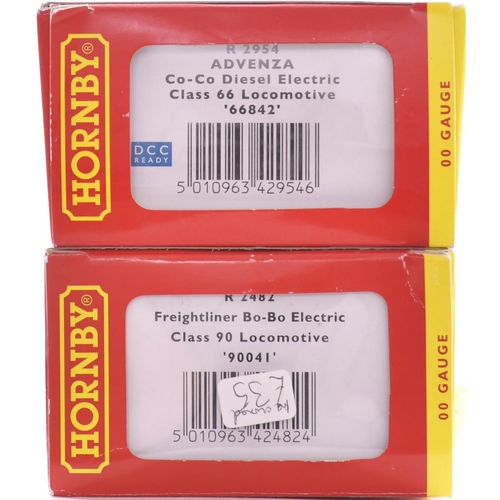 HORNBY®
R 2954
ADVENZA
Co-Co Diesel Electric
Class 66 Locomotive
'66842'
DCC
READY
5 010963 429546
00 GAUGE
HORNBY®
R 2482
Freightliner Bo-Bo Electric
Class 90 Locomotive
'90041'
£35
5 010963 424824
00 GAUGE